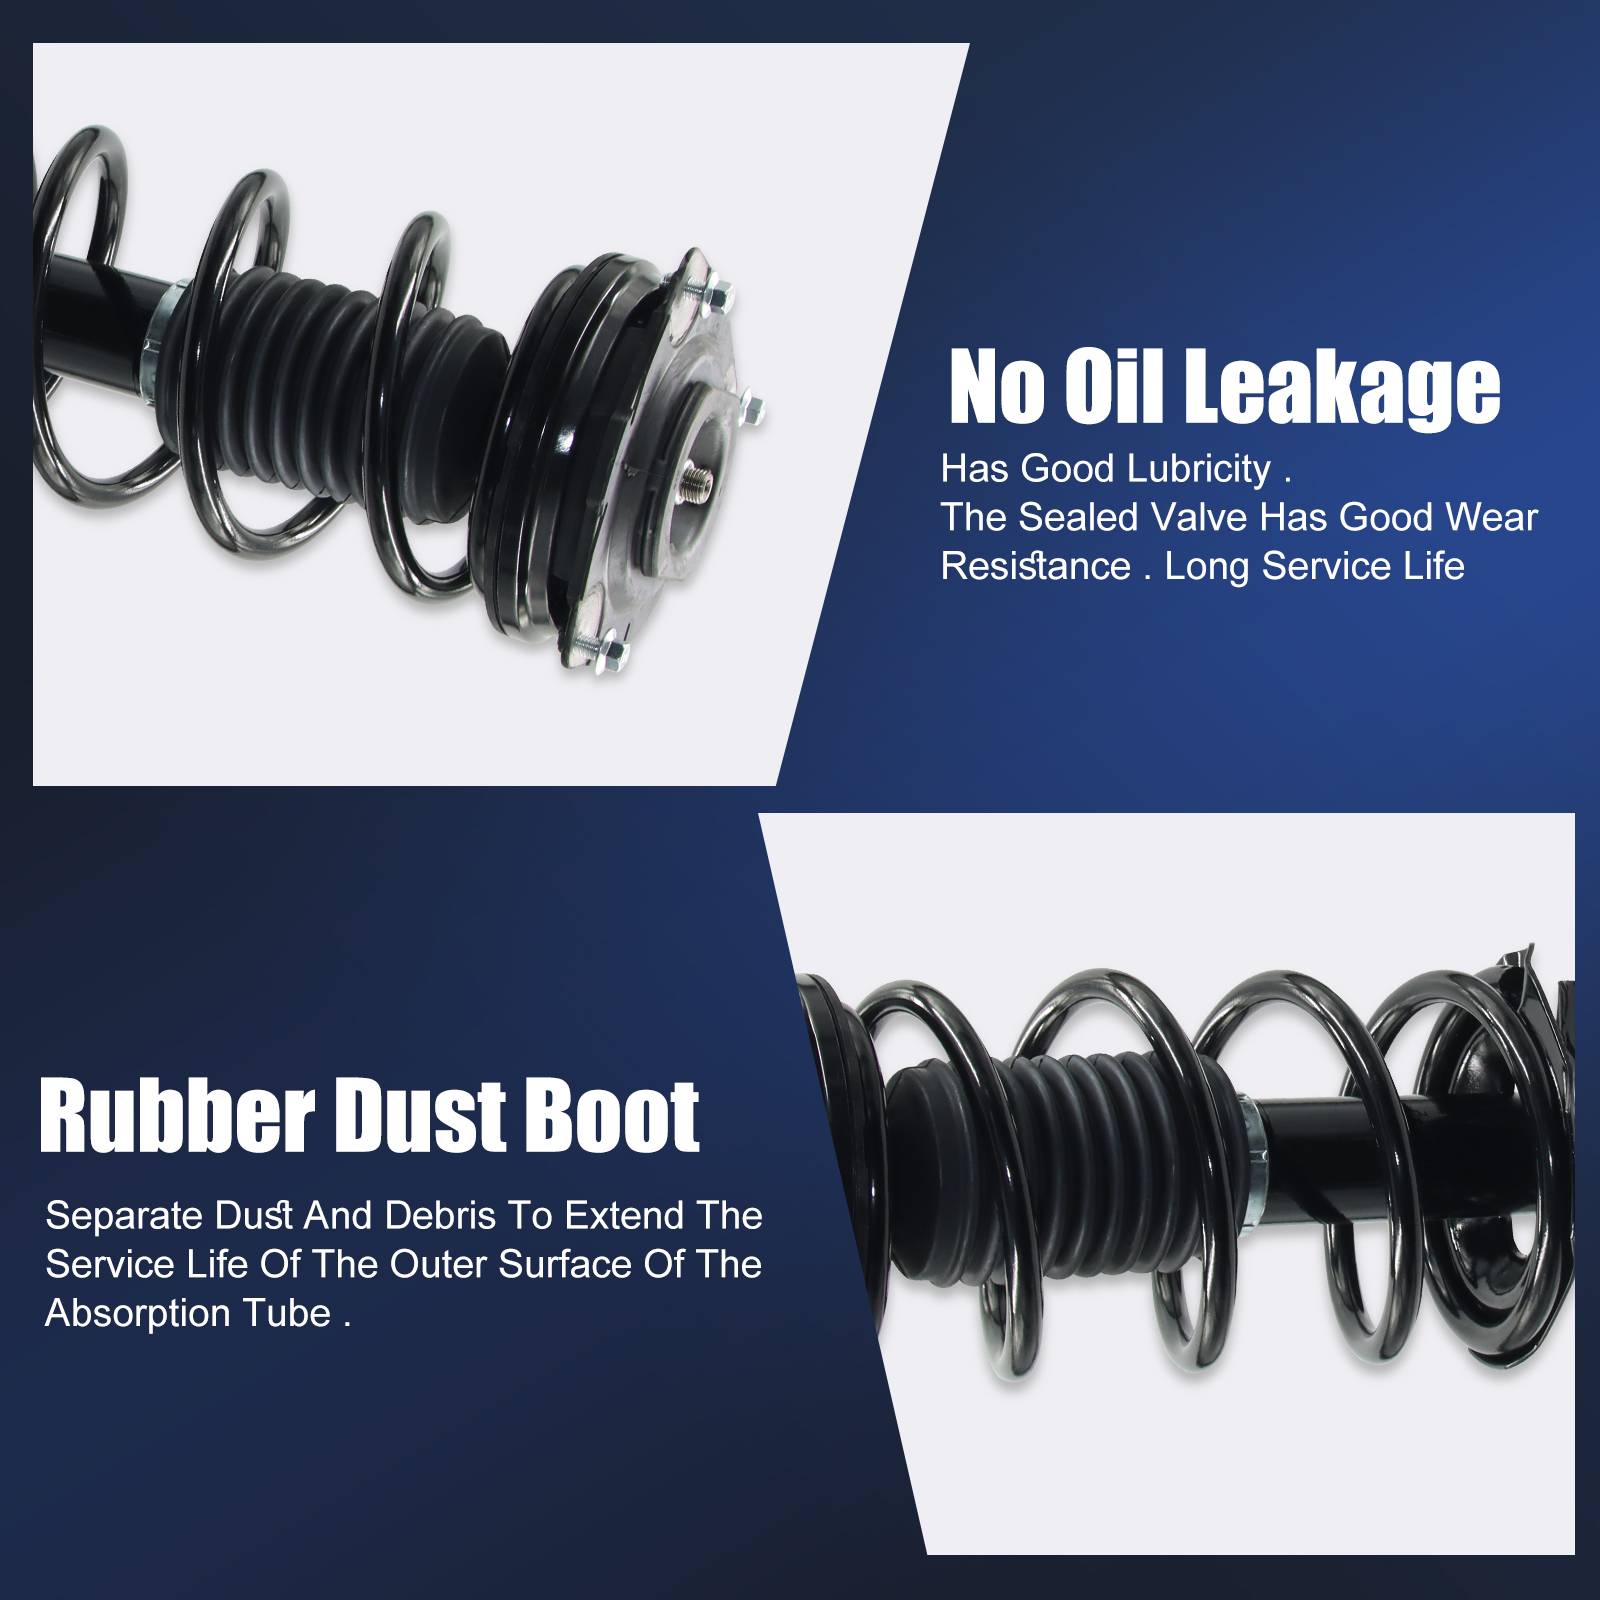 No Oil Leakage
Has Good Lubricity .
The Sealed Valve Has Good Wear
Resistance . Long Service Life
Rubber Dust Boot
Separate Dust And Debris To Extend The
Service Life Of The Outer Surface Of The
Absorption Tube .